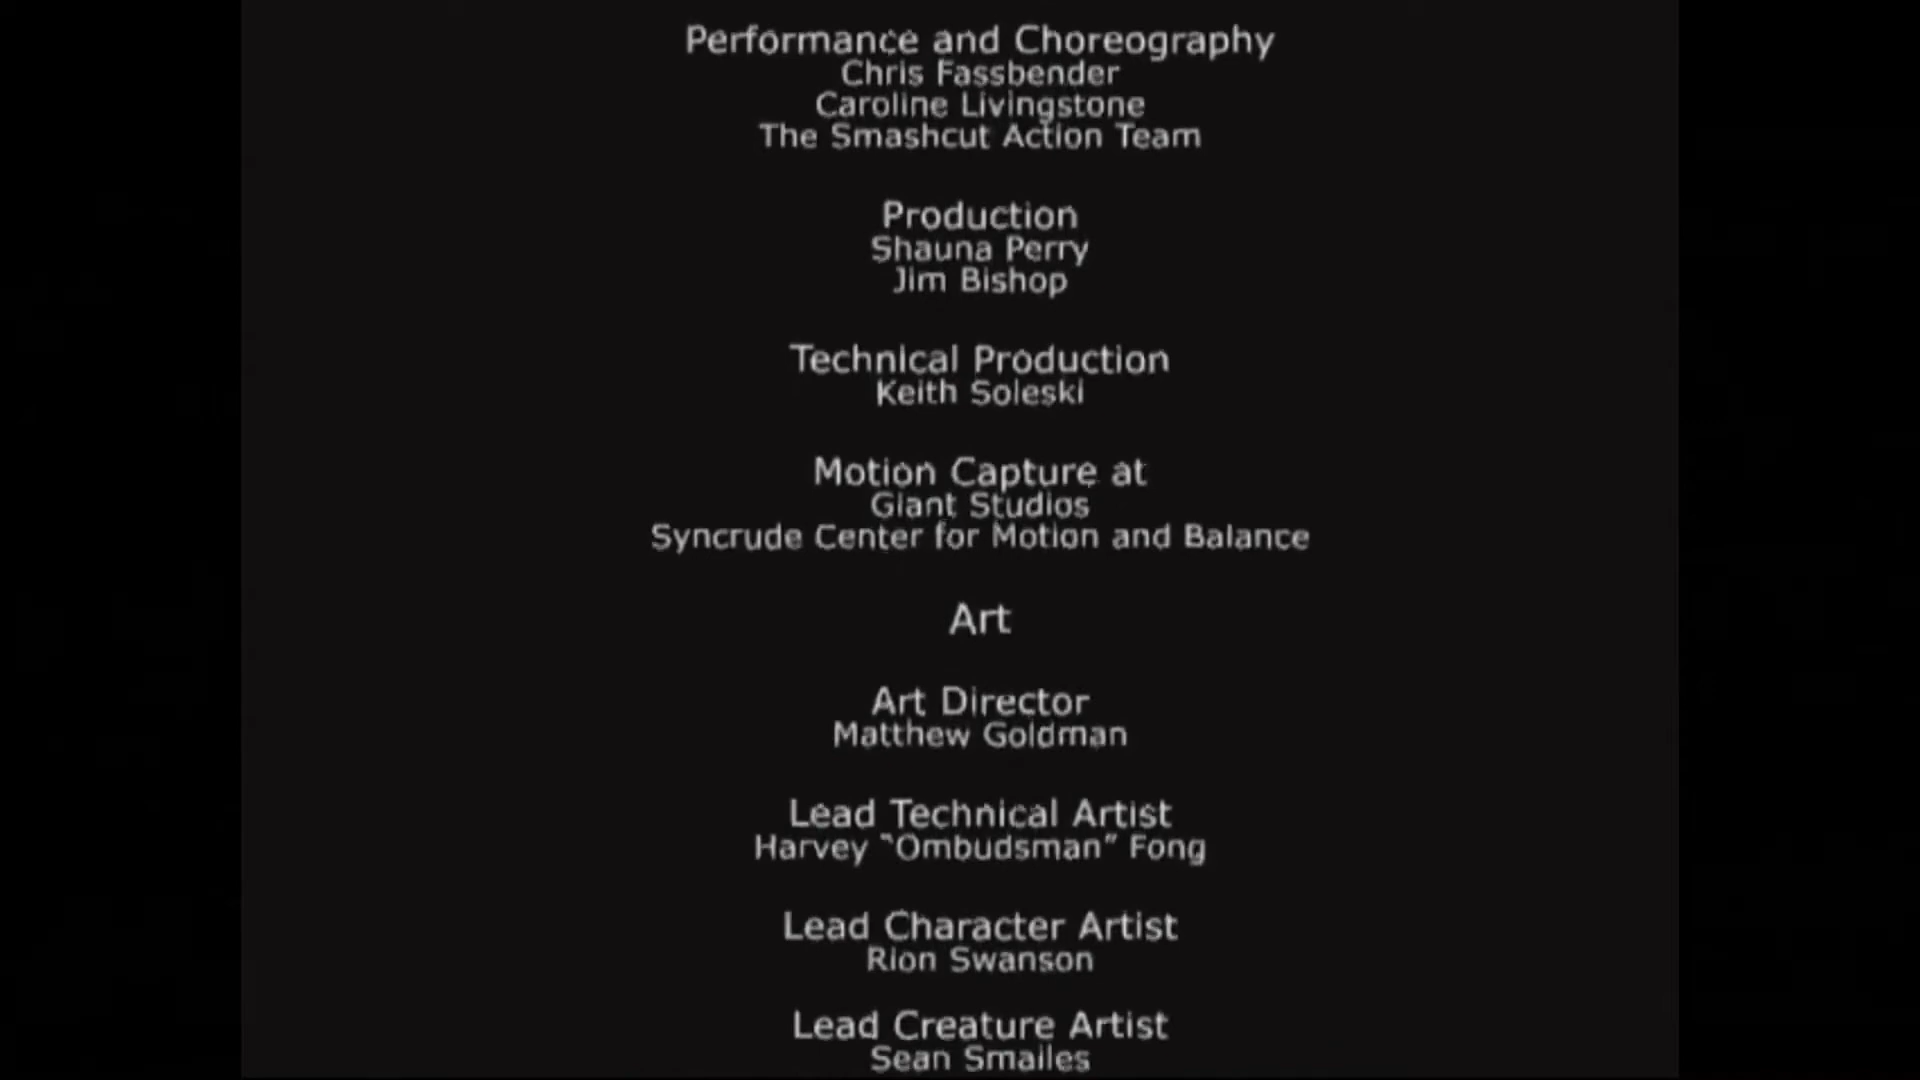 Performance and Choreography
Chris Fassbender
Caroline Livingstone
The Smashcut Action Team
Production
Shauna Perry
Jim Bishop
Technical Production
Keith Soleski
Motion Capture at
Giant Studios
Syncrude Center for Motion and Balance
Art
Art Director
Matthew Goldman
Lead Technical Artist
Harvey “Ombudsman” Fong
Lead Character Artist
Rion Swanson
Lead Creature Artist
Sean Smailes